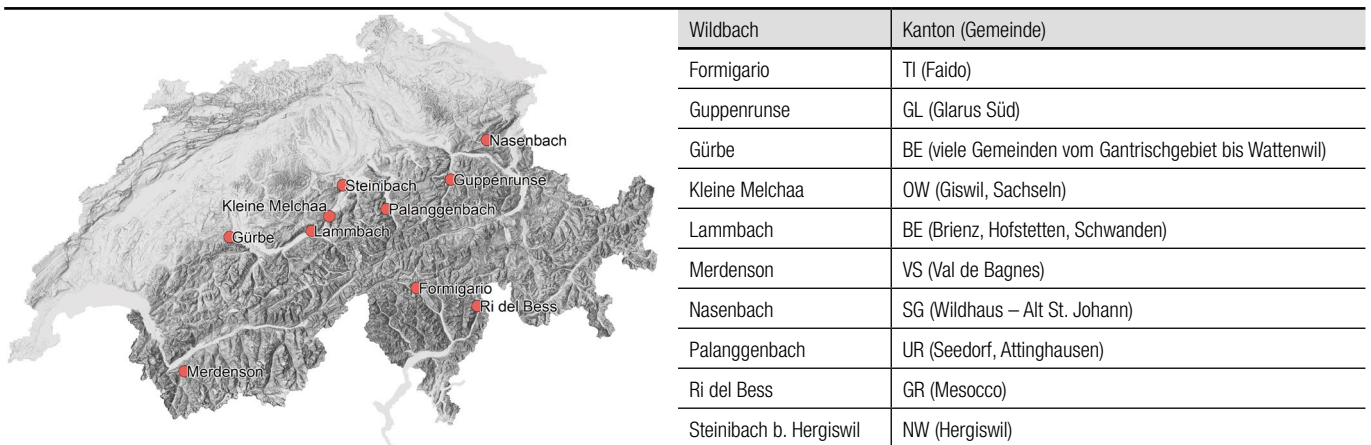 Nasenbach
Steinibach
Guppenrunse
Kleine Melchaa
Palanggenbach
Gürbe
Lammbach
Formigario
Ri del Bess
Merdenson
Wildbach Kanton (Gemeinde)
Formigario TI (Faido)
Guppenrunse GL (Glarus Süd)
Gürbe BE (viele Gemeinden vom Gantrischgebiet bis Wattenwil)
Kleine Melchaa OW (Giswil, Sachseln)
Lammbach BE (Brienz, Hofstetten, Schwanden)
Merdenson VS (Val de Bagnes)
Nasenbach SG (Wildhaus – Alt St. Johann)
Palanggenbach UR (Seedorf, Attinghausen)
Ri del Bess GR (Mesocco)
Steinibach b. Hergiswil NW (Hergiswil)